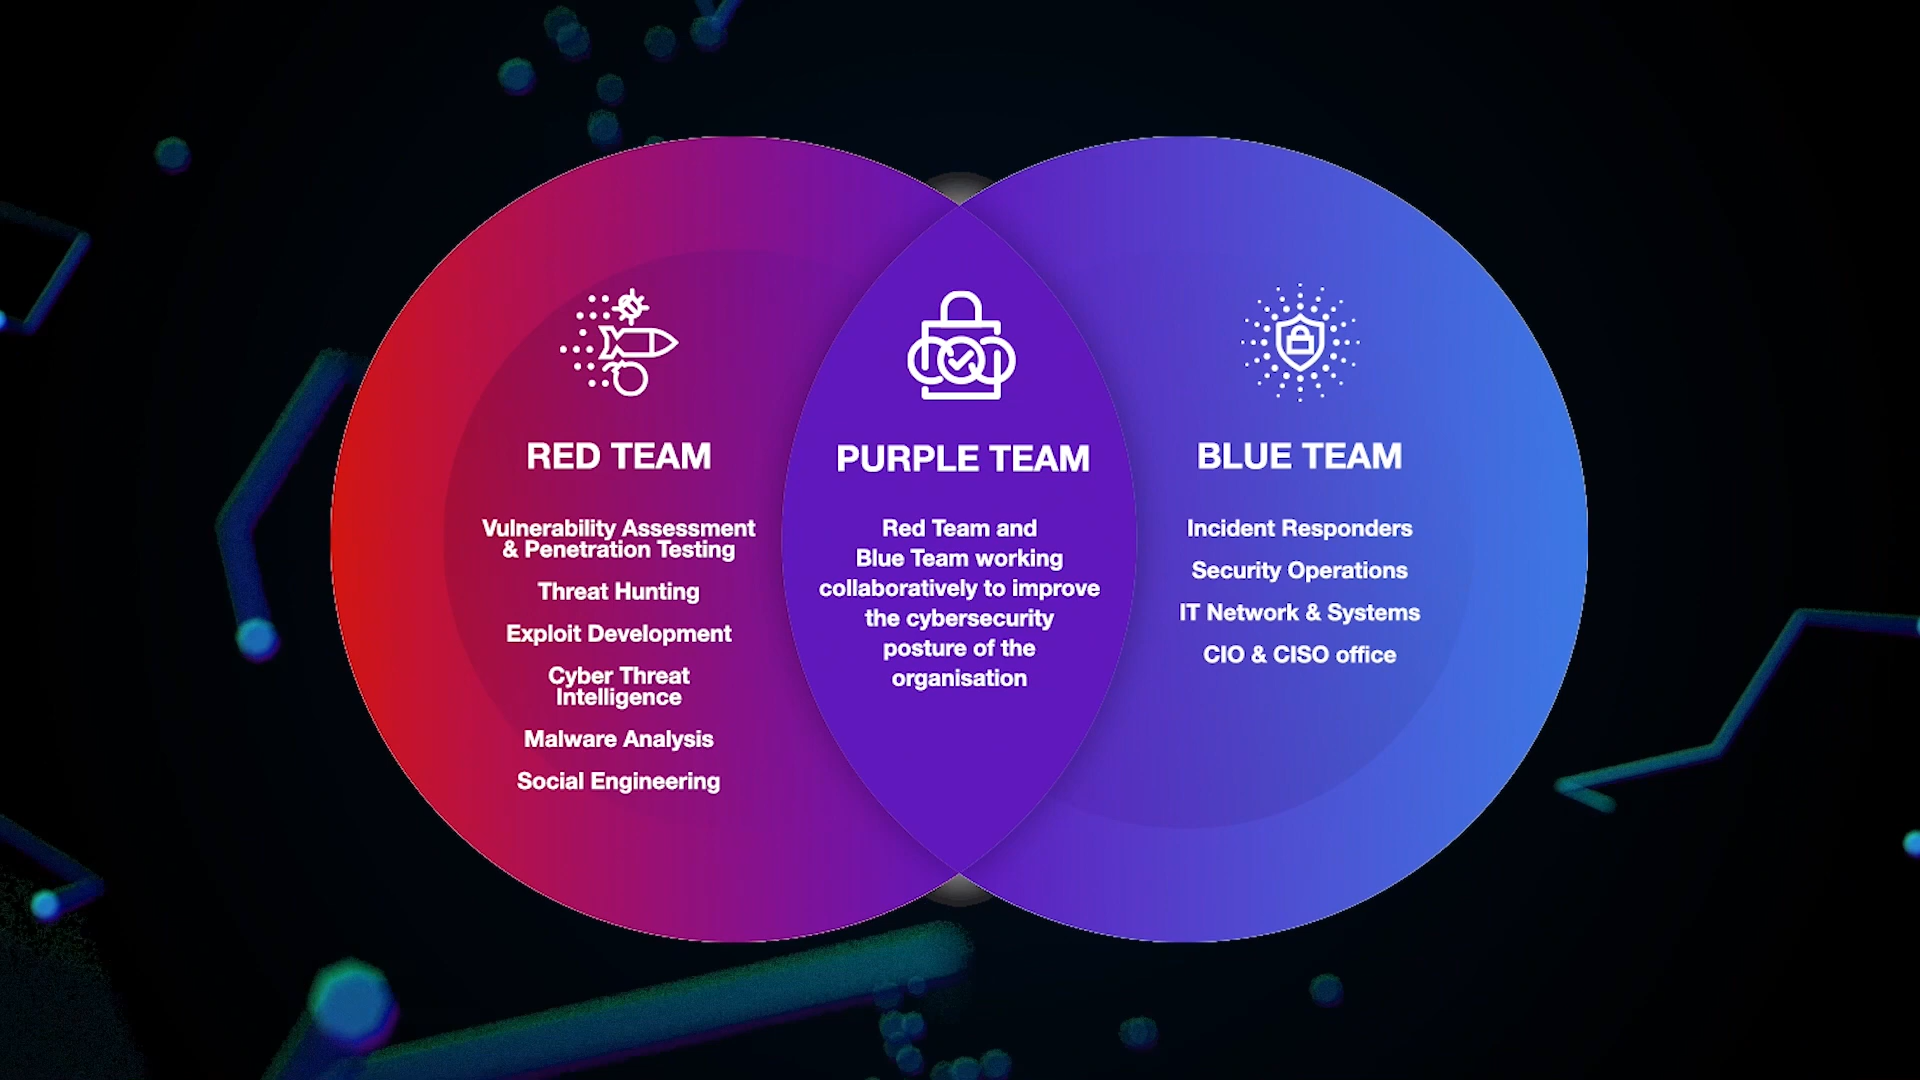 RED TEAM
Vulnerability Assessment
& Penetration Testing
Threat Hunting
Exploit Development
Cyber Threat
Intelligence
Malware Analysis
Social Engineering
PURPLE TEAM
Red Team and
Blue Team working
collaboratively to improve
the cybersecurity
posture of the
organisation
BLUE TEAM
Incident Responders
Security Operations
IT Network & Systems
CIO & CISO office